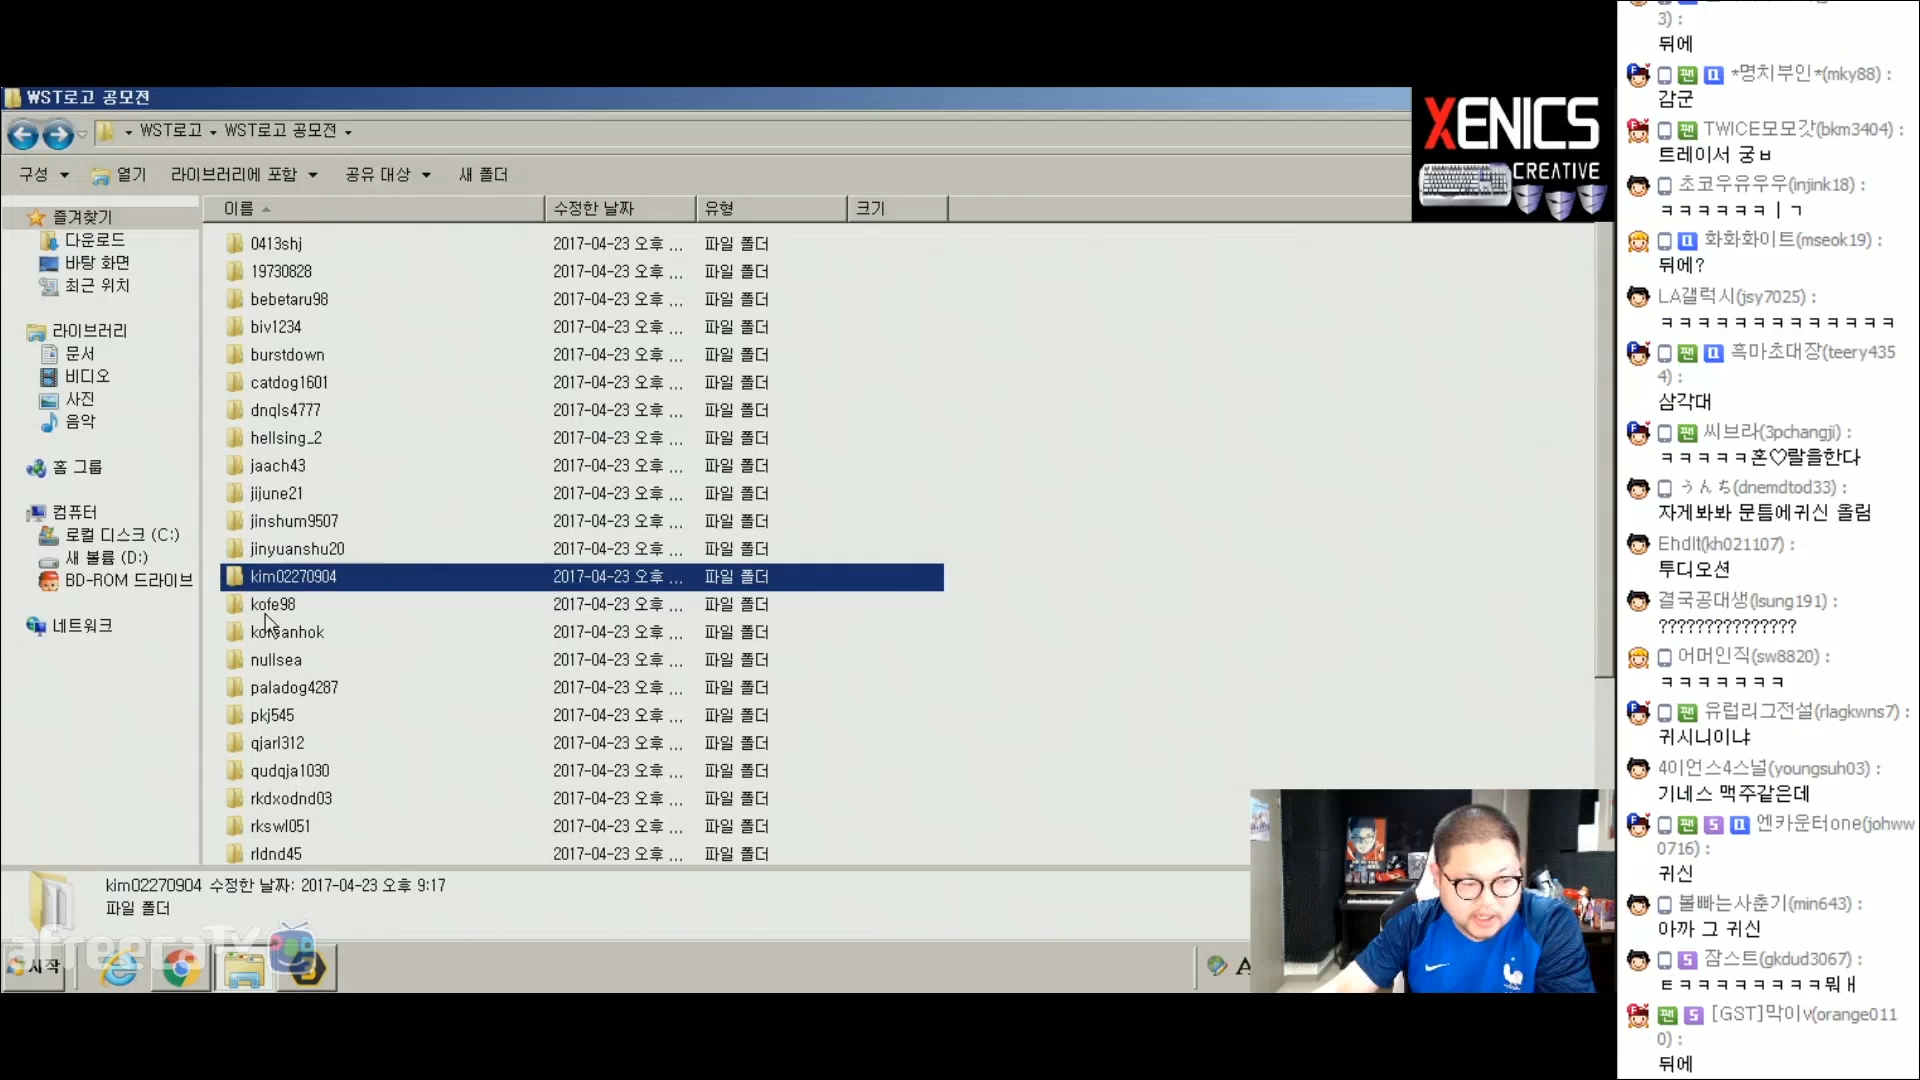 WST로고 공모전
WST로고 WST로고 공모전
구성 열기 라이브러리에 포함 공유 대상 새 폴더
XENICS
CREATIVE
이름 수정한 날짜 유형 크기
즐겨찾기
다운로드
바탕 화면
최근 위치
라이브러리
문서
비디오
사진
음악
홈 그룹
컴퓨터
로컬 디스크 (C:)
새 볼륨 (D:)
BD-ROM 드라이브
네트워크
0413shj 2017-04-23 오후 ... 파일 폴더
19730828 2017-04-23 오후 ... 파일 폴더
bebetaru98 2017-04-23 오후 ... 파일 폴더
biv1234 2017-04-23 오후 ... 파일 폴더
burstdown 2017-04-23 오후 ... 파일 폴더
catdog1601 2017-04-23 오후 ... 파일 폴더
dnqls4777 2017-04-23 오후 ... 파일 폴더
hellsing_2 2017-04-23 오후 ... 파일 폴더
jaach43 2017-04-23 오후 ... 파일 폴더
jijune21 2017-04-23 오후 ... 파일 폴더
jinshum9507 2017-04-23 오후 ... 파일 폴더
jinyuanshu20 2017-04-23 오후 ... 파일 폴더
kim02270904 2017-04-23 오후 ... 파일 폴더
kofe98 2017-04-23 오후 ... 파일 폴더
2017-04-23 오후 ... 파일 폴더
nullsea 2017-04-23 오후 ... 파일 폴더
paladog4287 2017-04-23 오후 ... 파일 폴더
pkj545 2017-04-23 오후 ... 파일 폴더
qjarl312 2017-04-23 오후 ... 파일 폴더
qudqja1030 2017-04-23 오후 ... 파일 폴더
rkdxodnd03 2017-04-23 오후 ... 파일 폴더
rkswl051 2017-04-23 오후 ... 파일 폴더
rldnd45 2017-04-23 오후 ... 파일 폴더
kim02270904 수정한 날짜: 2017-04-23 오후 9:17
파일 폴더
afreecaTV
시작
A
3) :
뒤에
*명치부인*(mky88) :
감군
TWICE모모갓(bkm3404) :
트레이서 궁ㅂ
초코우유우우(injink18) :
ㅋㅋㅋㅋㅋㅋㅣㄱ
화화화이트(mseok19) :
뒤에?
LA갤럭시(jsy7025) :
ㅋㅋㅋㅋㅋㅋㅋㅋㅋㅋㅋㅋㅋ
흑마초대장(teery435
4) :
삼각대
씨브라(3pchangji) :
ㅋㅋㅋㅋㅋ혼♡랄을한다
うんち(dnemdtod33) :
자게봐봐 문틈에귀신 올림
Ehdlt(kh021107) :
투디오션
결국공대생(lsung191) :
???????????????
어머인직(sw8820) :
ㅋㅋㅋㅋㅋㅋㅋ
유럽리그전설(rlagkwns7) :
귀시니이냐
4이언스4스널(youngsuh03) :
기네스 맥주같은데
엔카운터one(johww
0716) :
귀신
볼빠는사춘기(min643) :
아까 그 귀신
잠스트(gkdud3067) :
ㅌㅋㅋㅋㅋㅋㅋㅋㅋ뭐ㅐ
[GST]막이v(orange011
0) :
뒤에